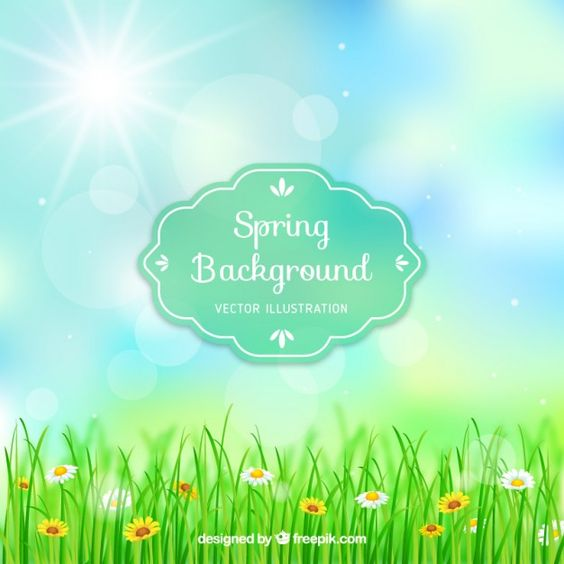 Spring
Background
VECTOR ILLUSTRATION
designed by freepik.com